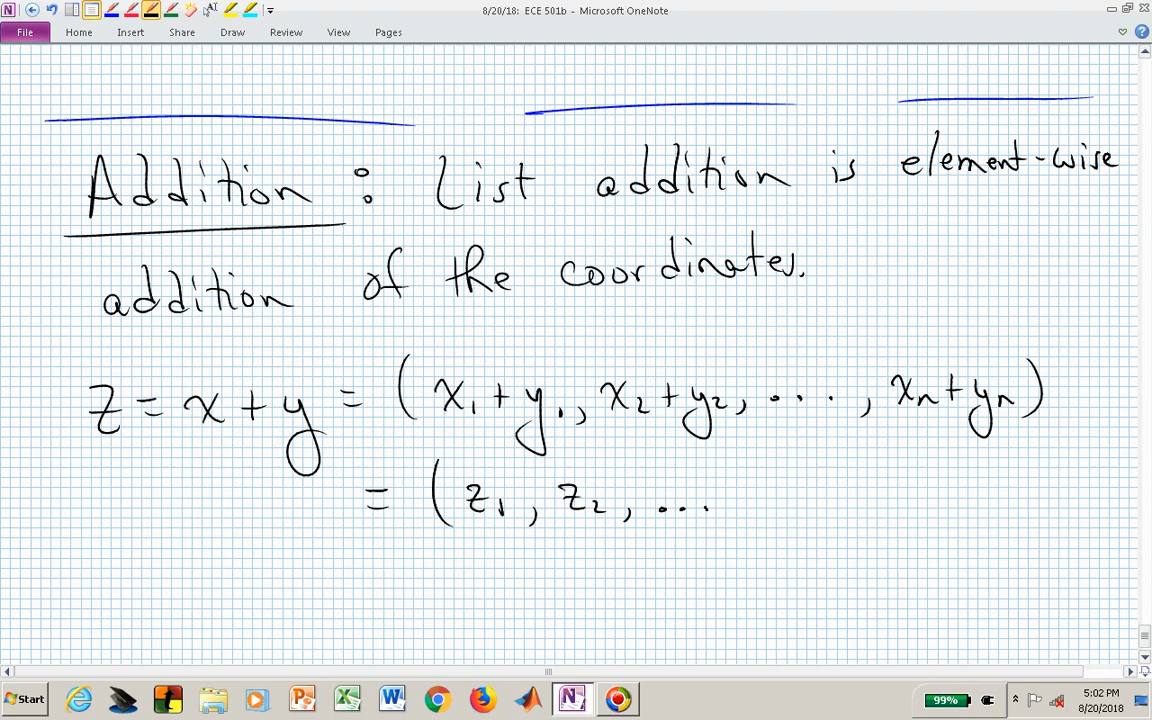 8/20/18: ECE 501b - Microsoft OneNote
File Home Insert Share Draw Review View Pages
Addition : List addition is element-wise
addition of the coordinates.
z = x + y = (x₁ + y₁, x₂ + y₂, ...., xₙ + yₙ)
= (z₁, z₂, ...
Start
99%
5:02 PM
8/20/2018